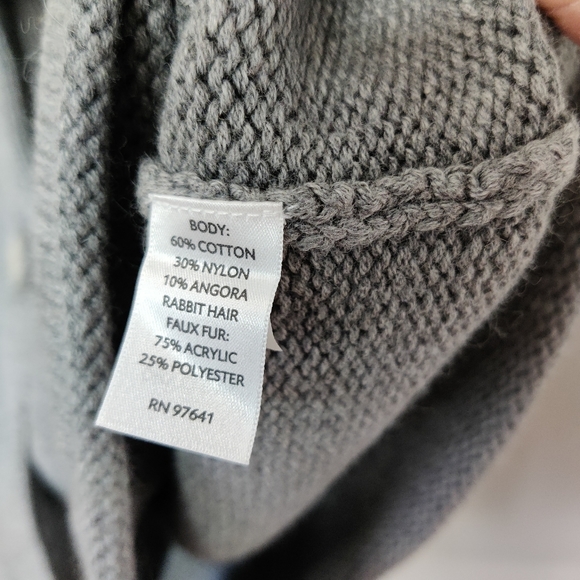 BODY:
60% COTTON
30% NYLON
10% ANGORA
RABBIT HAIR
FAUX FUR:
75% ACRYLIC
25% POLYESTER
RN 97641